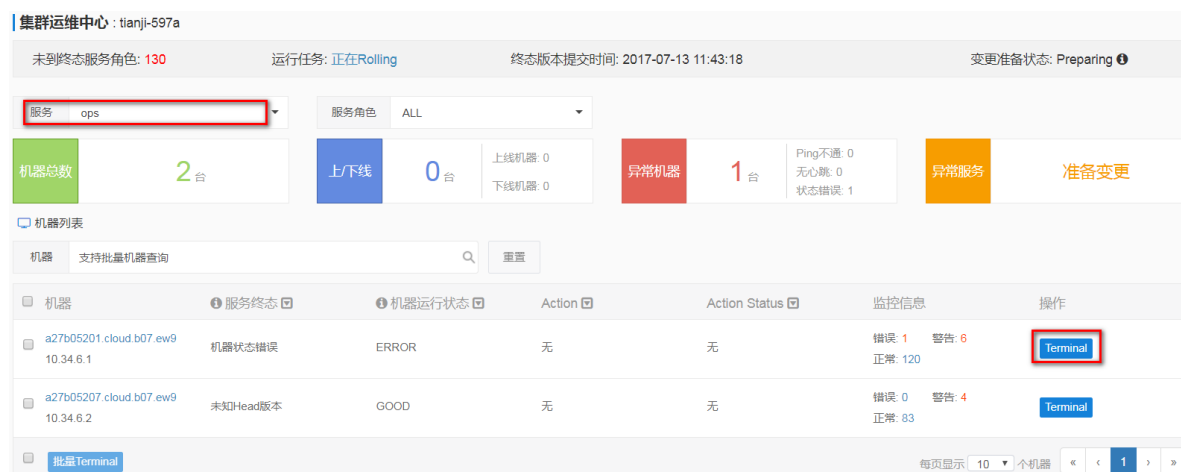 集群运维中心 : tianji-597a
未到终态服务角色: 130 运行任务: 正在Rolling 终态版本提交时间: 2017-07-13 11:43:18 变更准备状态: Preparing
服务 ops 服务角色 ALL
机器总数 2 台 上/下线 0 台 上线机器: 0 下线机器: 0 异常机器 1 台 Ping不通: 0 无心跳: 0 状态错误: 1 异常服务 准备变更
机器列表
机器 支持批量机器查询 重置
机器 服务终态 机器运行状态 Action Action Status 监控信息 操作
a27b05201.cloud.b07.ew9 机器状态错误 ERROR 无 无 错误: 1 警告: 6 Terminal
10.34.6.1 正常: 120
a27b05207.cloud.b07.ew9 未知Head版本 GOOD 无 无 错误: 0 警告: 4 Terminal
10.34.6.2 正常: 83
批量Terminal 每页显示 10 个机器 « ‹ 1 › »